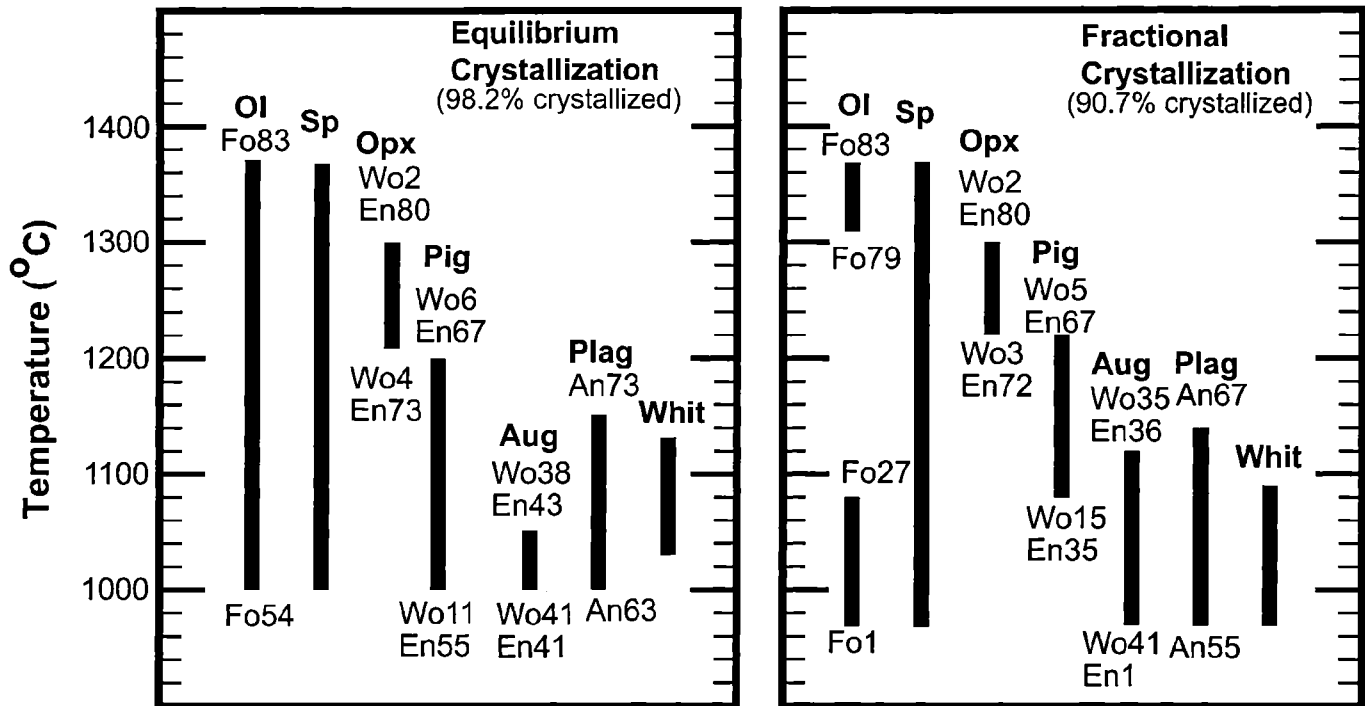 Temperature (°C)
1400
1300
1200
1100
1000
Equilibrium
Crystallization
(98.2% crystallized)
Ol
Fo83
Sp
Opx
Wo2
En80
Pig
Wo6
En67
Wo4
En73
Plag
An73
Whit
Aug
Wo38
En43
Fo54
Wo11
En55
Wo41
En41
An63
Fractional
Crystallization
(90.7% crystallized)
Ol
Fo83
Sp
Opx
Wo2
En80
Fo79
Pig
Wo5
En67
Wo3
En72
Aug
Wo35
En36
Plag
An67
Whit
Fo27
Wo15
En35
Fo1
Wo41
En1
An55